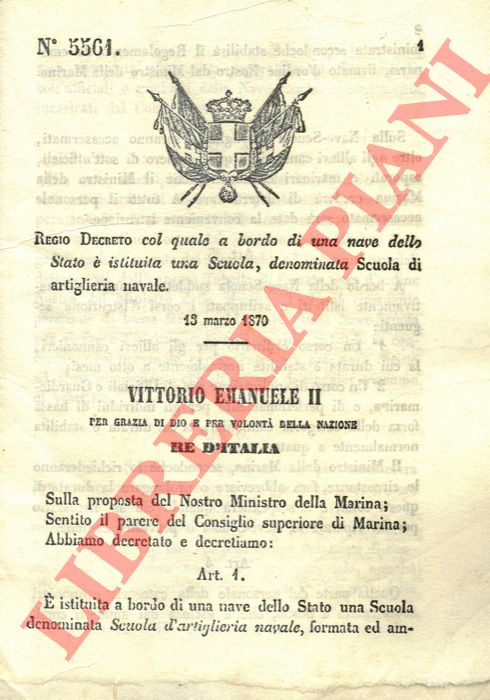 N° 5561.
1
REGIO DECRETO col quale a bordo di una nave dello
Stato è istituita una Scuola, denominata Scuola di
artiglieria navale.
13 marzo 1870
VITTORIO EMANUELE II
PER GRAZIA DI DIO E PER VOLONTÀ DELLA NAZIONE
RE D'ITALIA
Sulla proposta del Nostro Ministro della Marina;
Sentito il parere del Consiglio superiore di Marina;
Abbiamo decretato e decretiamo:
Art. 1.
È istituita a bordo di una nave dello Stato una Scuola
denominata Scuola d'artiglieria navale, formata ed am-
LIBRERIA PIANI